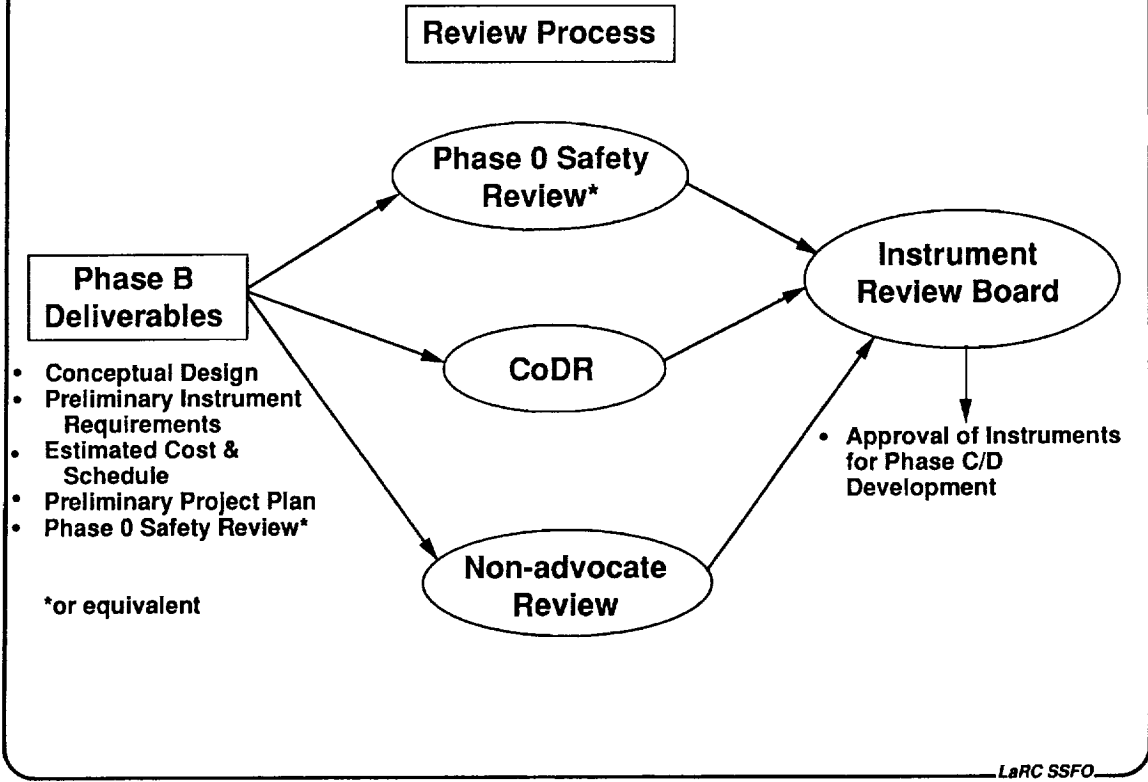 Review Process
Phase 0 Safety
Review*
Phase B
Deliverables
• Conceptual Design
• Preliminary Instrument
Requirements
• Estimated Cost &
Schedule
• Preliminary Project Plan
• Phase 0 Safety Review*
*or equivalent
CoDR
Non-advocate
Review
Instrument
Review Board
• Approval of Instruments
for Phase C/D
Development
LaRC SSFO